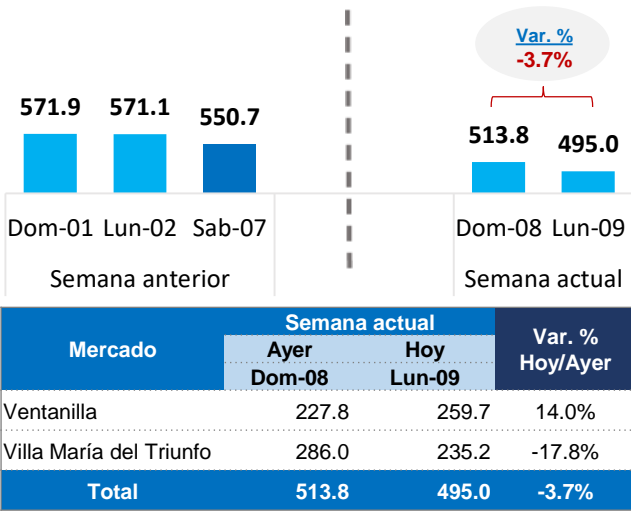 Var. %
-3.7%
571.9 571.1 550.7 513.8 495.0
Dom-01 Lun-02 Sab-07 Dom-08 Lun-09
Semana anterior Semana actual
Mercado Semana actual Var. % Hoy/Ayer
Ayer Hoy
Dom-08 Lun-09
Ventanilla 227.8 259.7 14.0%
Villa María del Triunfo 286.0 235.2 -17.8%
Total 513.8 495.0 -3.7%